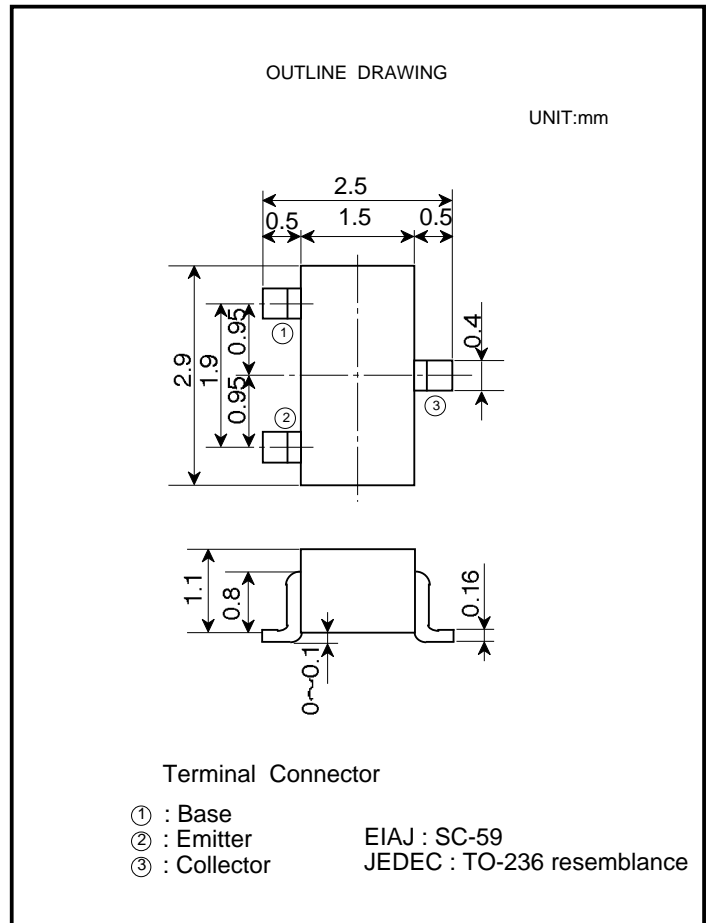 OUTLINE DRAWING
UNIT:mm
2.5
0.5 1.5 0.5
2.9
1.9
0.95
0.95
0.4
①
②
③
1.1
0.8
0.16
0~0.1
Terminal Connector
① : Base
② : Emitter
③ : Collector
EIAJ : SC-59
JEDEC : TO-236 resemblance